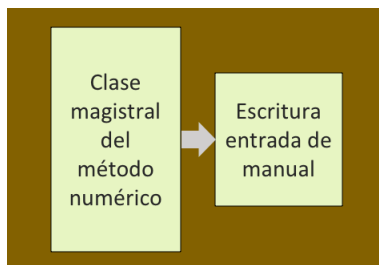 Clase
magistral
del
método
numérico
Escritura
entrada de
manual